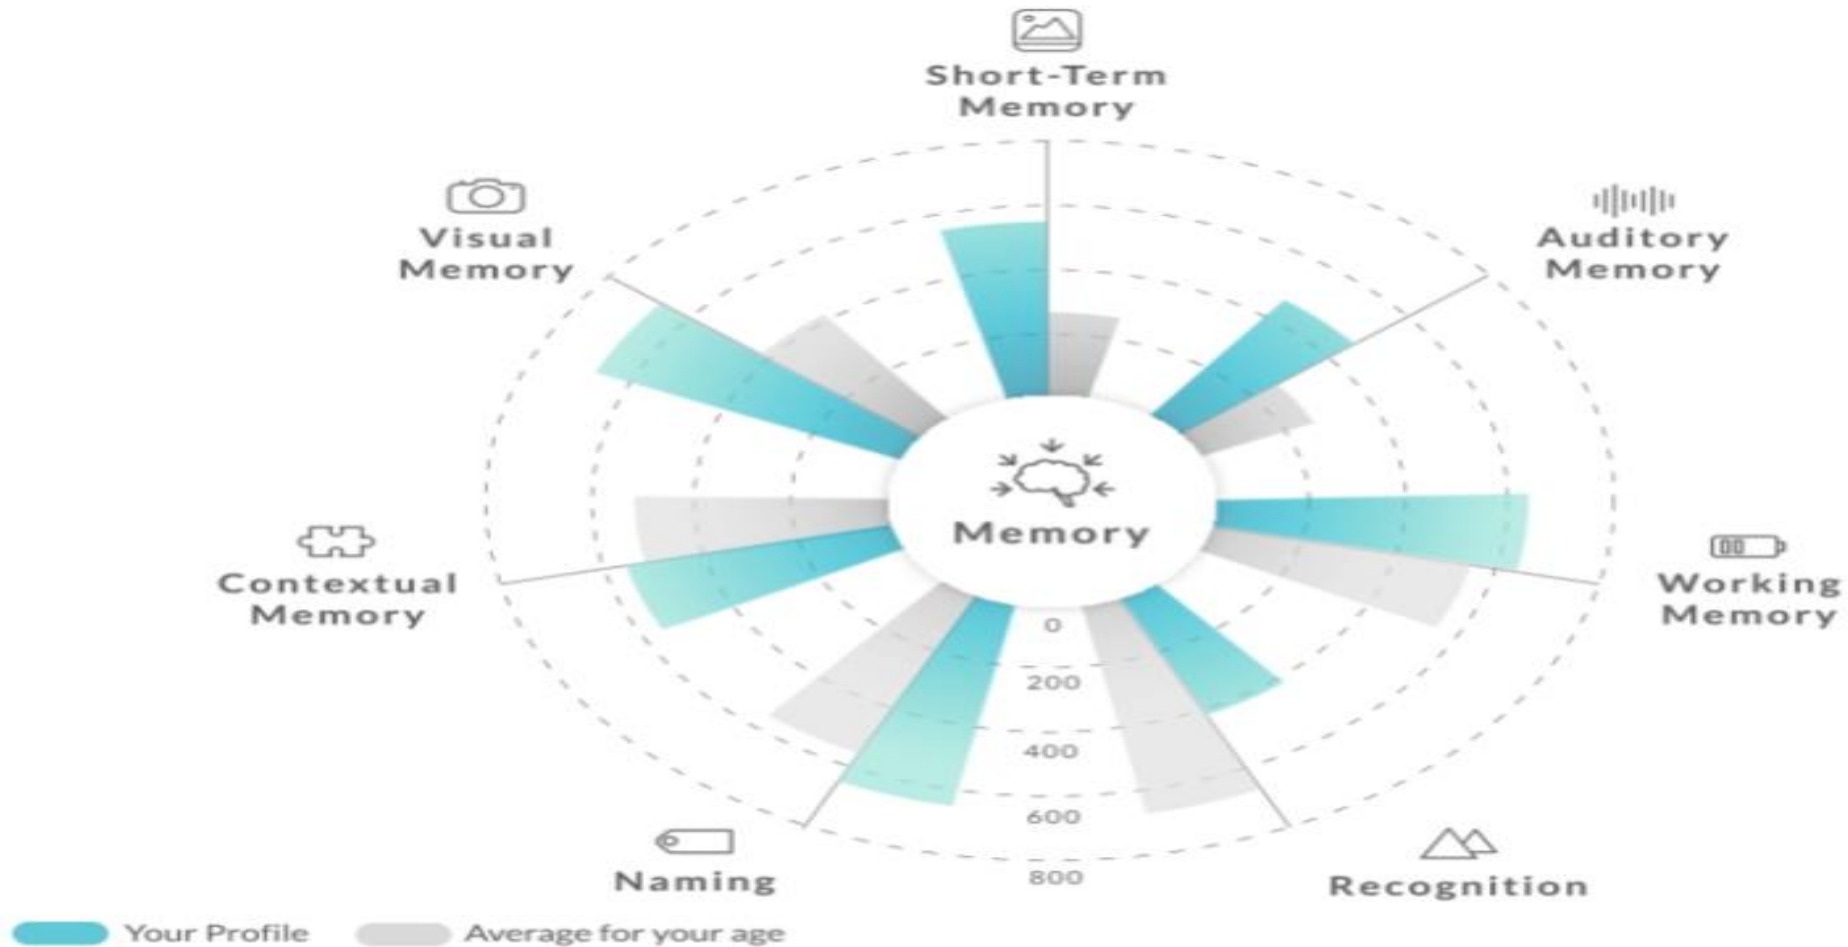 Short-Term
Memory
Visual
Memory
Auditory
Memory
Memory
Contextual
Memory
Working
Memory
0
200
400
600
800
Naming
Recognition
Your Profile
Average for your age